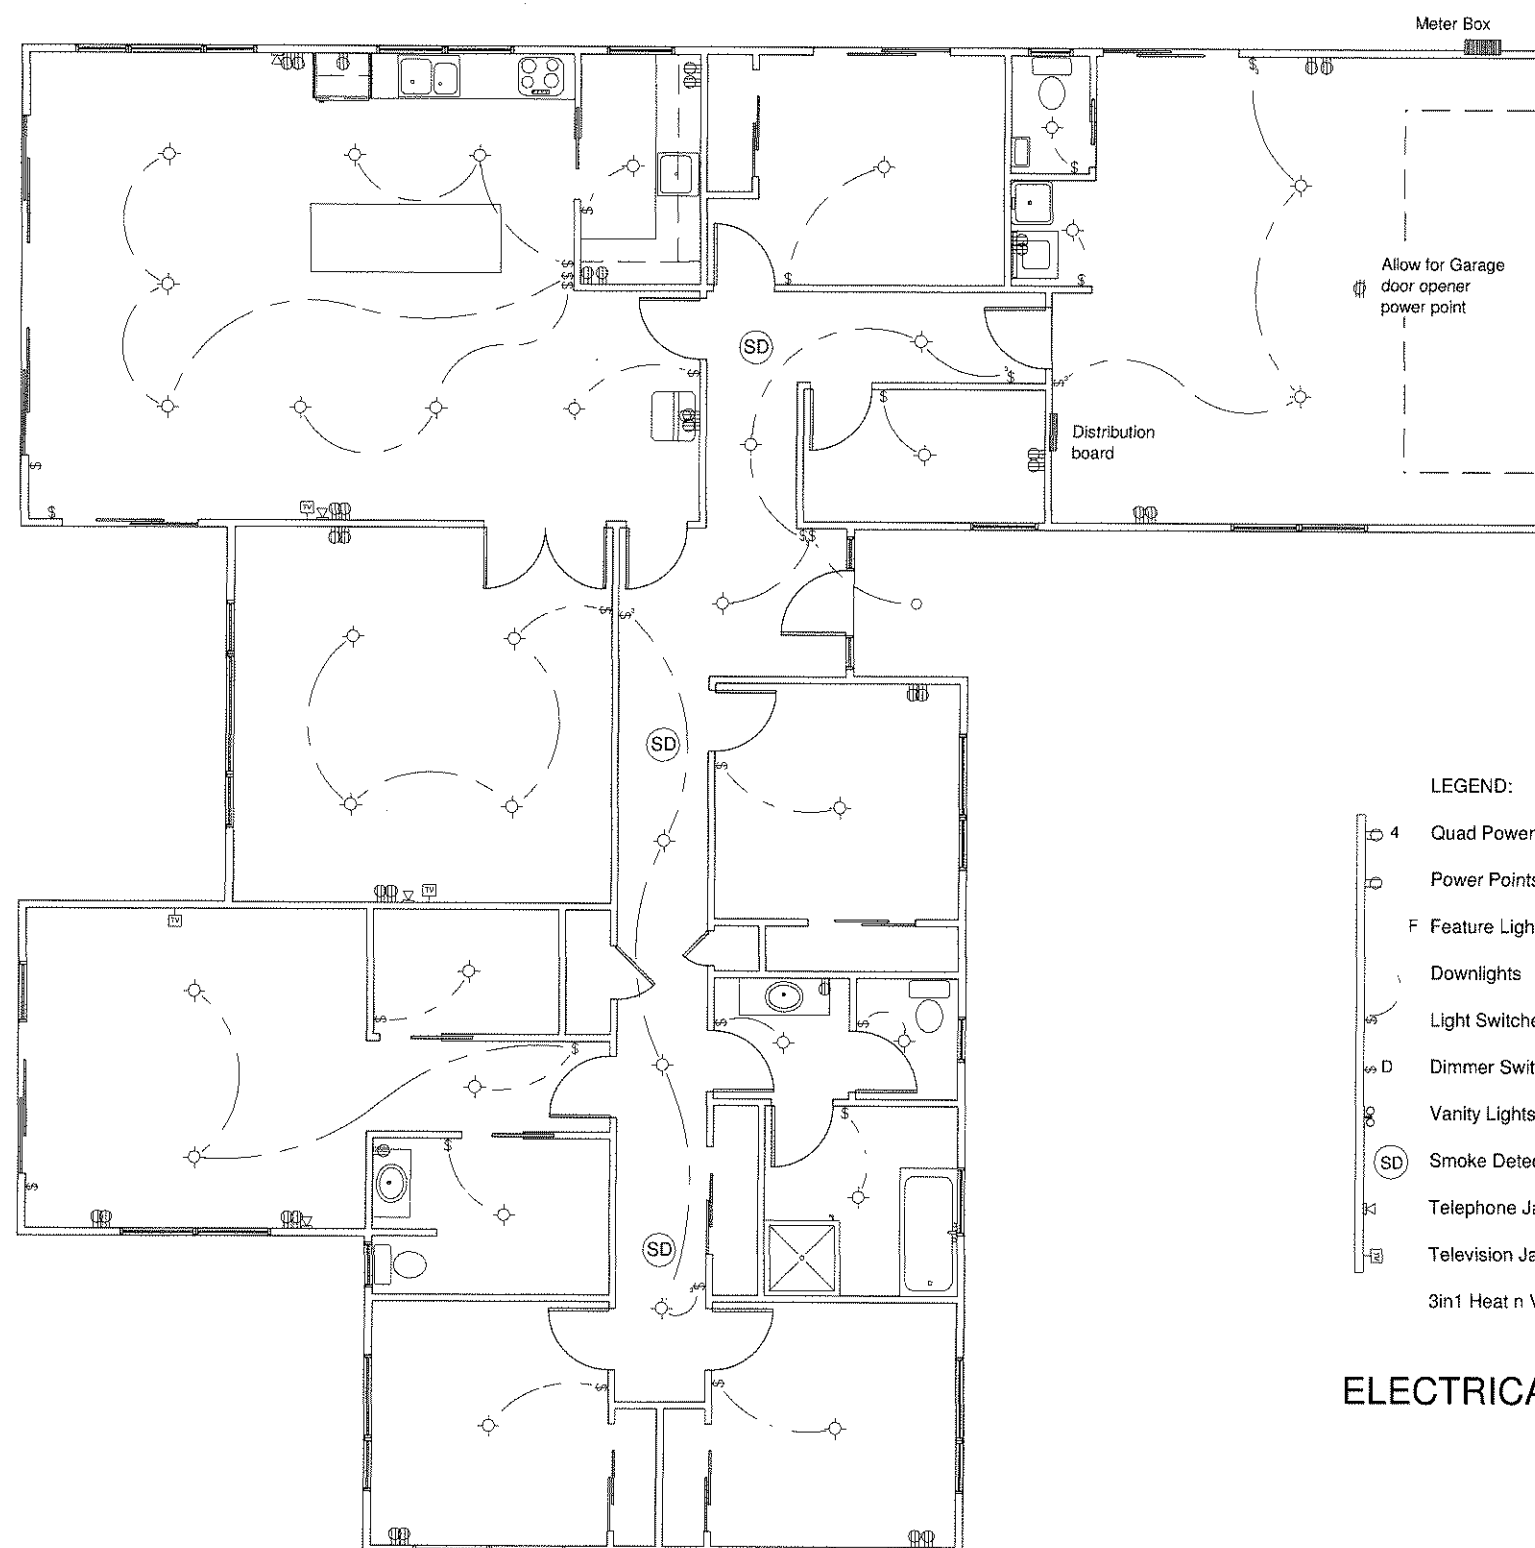 Meter Box
Allow for Garage
door opener
power point
SD
Distribution
board
TV
SD
LEGEND:
4 Quad Power
Power Points
TV
F Feature Ligh
TV
Downlights
$ Light Switche
$ D Dimmer Swit
Vanity Lights
SD Smoke Detec
Telephone Ja
SD
TV Television Ja
3in1 Heat n V
ELECTRICA